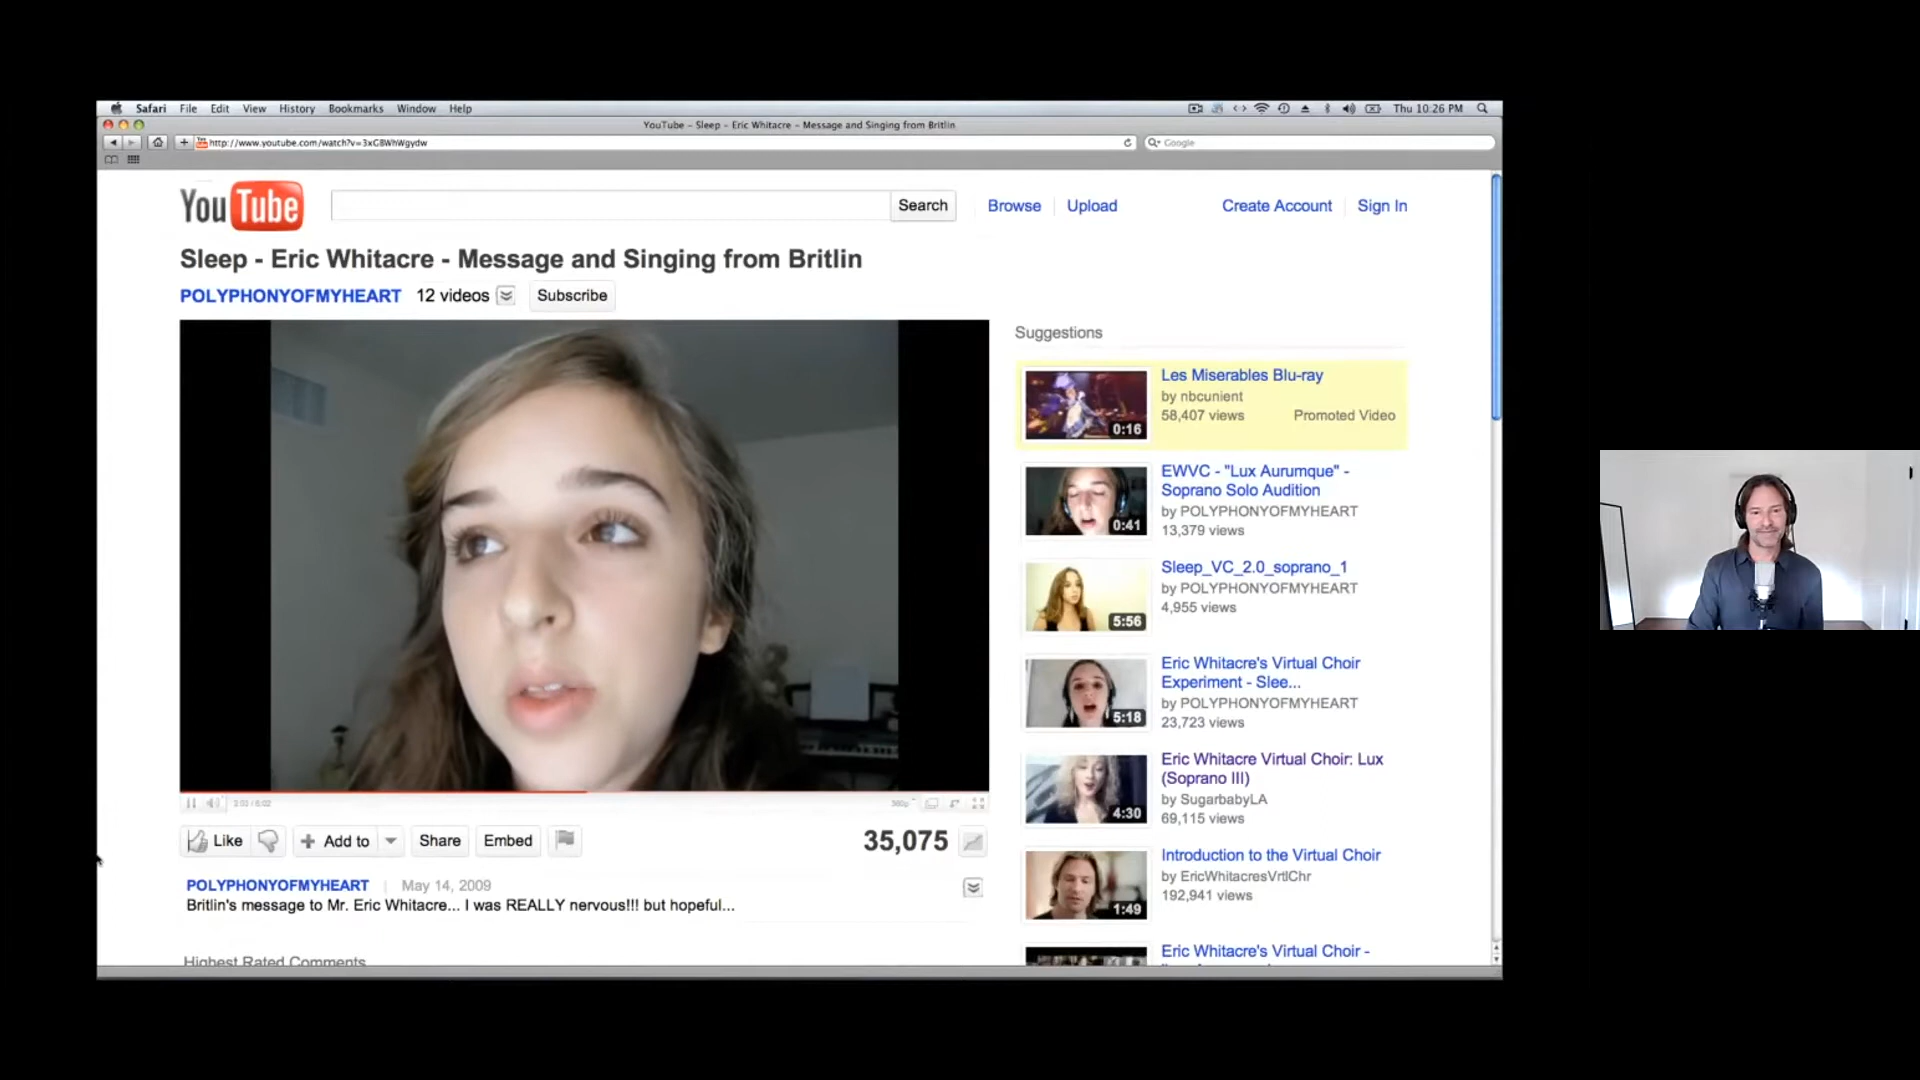 Safari File Edit View History Bookmarks Window Help
Thu 10:26 PM
YouTube - Sleep - Eric Whitacre - Message and Singing from Britlin
http://www.youtube.com/watch?v=3xGBWhWgydw
Google
YouTube
Search
Browse
Upload
Create Account
Sign In
Sleep - Eric Whitacre - Message and Singing from Britlin
POLYPHONYOFMYHEART 12 videos
Subscribe
Like
Add to
Share
Embed
35,075
POLYPHONYOFMYHEART
May 14, 2009
Britlin's message to Mr. Eric Whitacre... I was REALLY nervous!!! but hopeful...
Highest Rated Comments
Suggestions
0:16
Les Miserables Blu-ray
by nbcunient
58,407 views
Promoted Video
0:41
EWVC - "Lux Aurumque" -
Soprano Solo Audition
by POLYPHONYOFMYHEART
13,379 views
5:56
Sleep_VC_2.0_soprano_1
by POLYPHONYOFMYHEART
4,955 views
5:18
Eric Whitacre's Virtual Choir
Experiment - Slee...
by POLYPHONYOFMYHEART
23,723 views
4:30
Eric Whitacre Virtual Choir: Lux
(Soprano III)
by SugarbabyLA
69,115 views
1:49
Introduction to the Virtual Choir
by EricWhitacresVrtlChr
192,941 views
Eric Whitacre's Virtual Choir -